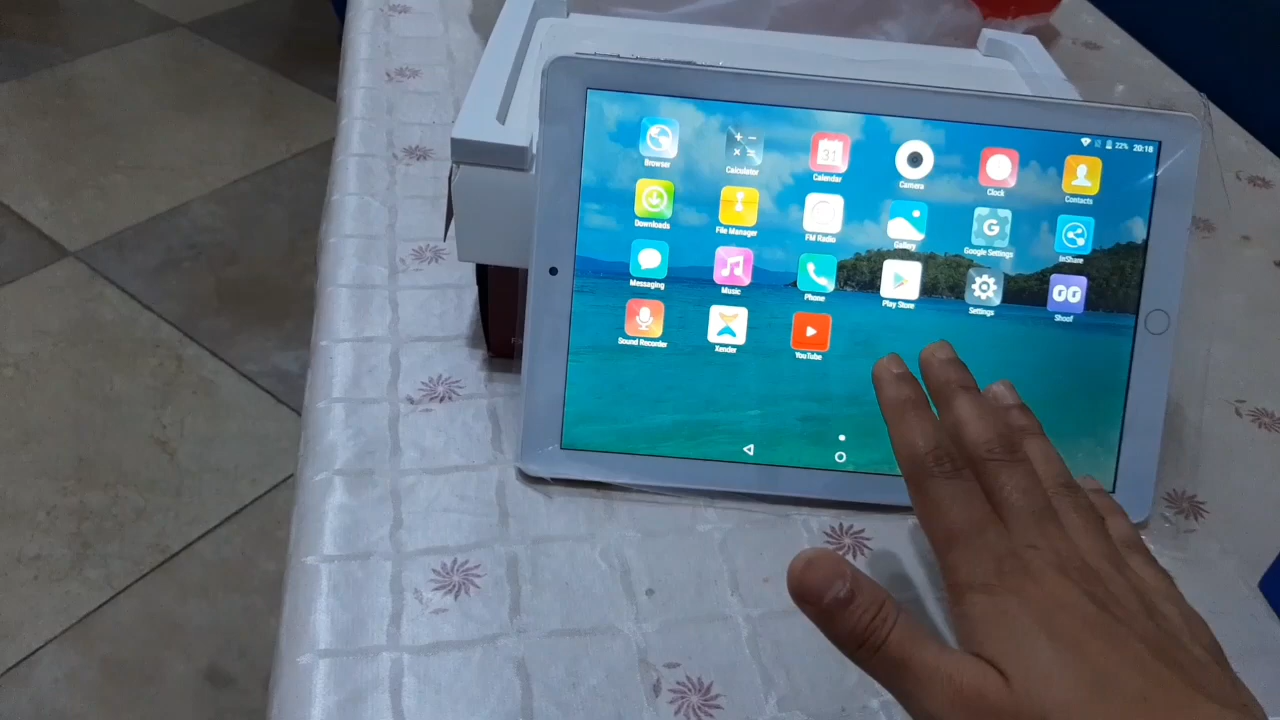 22% 20:18
Browser
Calculator
31
Calendar
Camera
Clock
Contacts
Downloads
File Manager
FM Radio
Gallery
G
Google Settings
InShare
Messaging
Music
Phone
Play Store
Settings
Shoof
Sound Recorder
Xender
YouTube